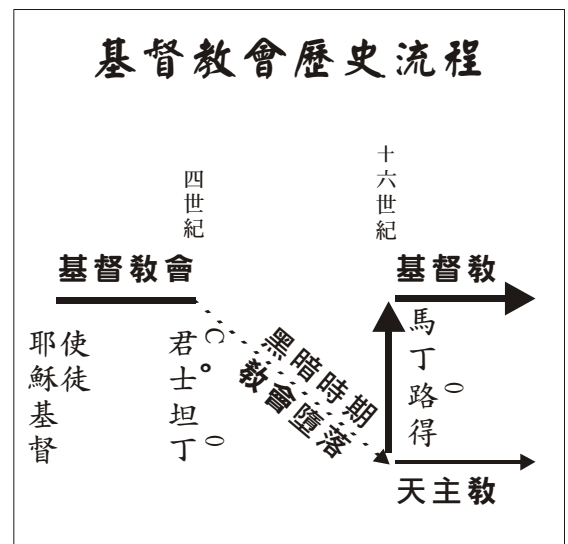 基督教會歷史流程
四世紀
十六世紀
基督教會
基督教
耶穌基督
使徒
君士坦丁
黑暗時期
教會墮落
馬丁路得
天主教